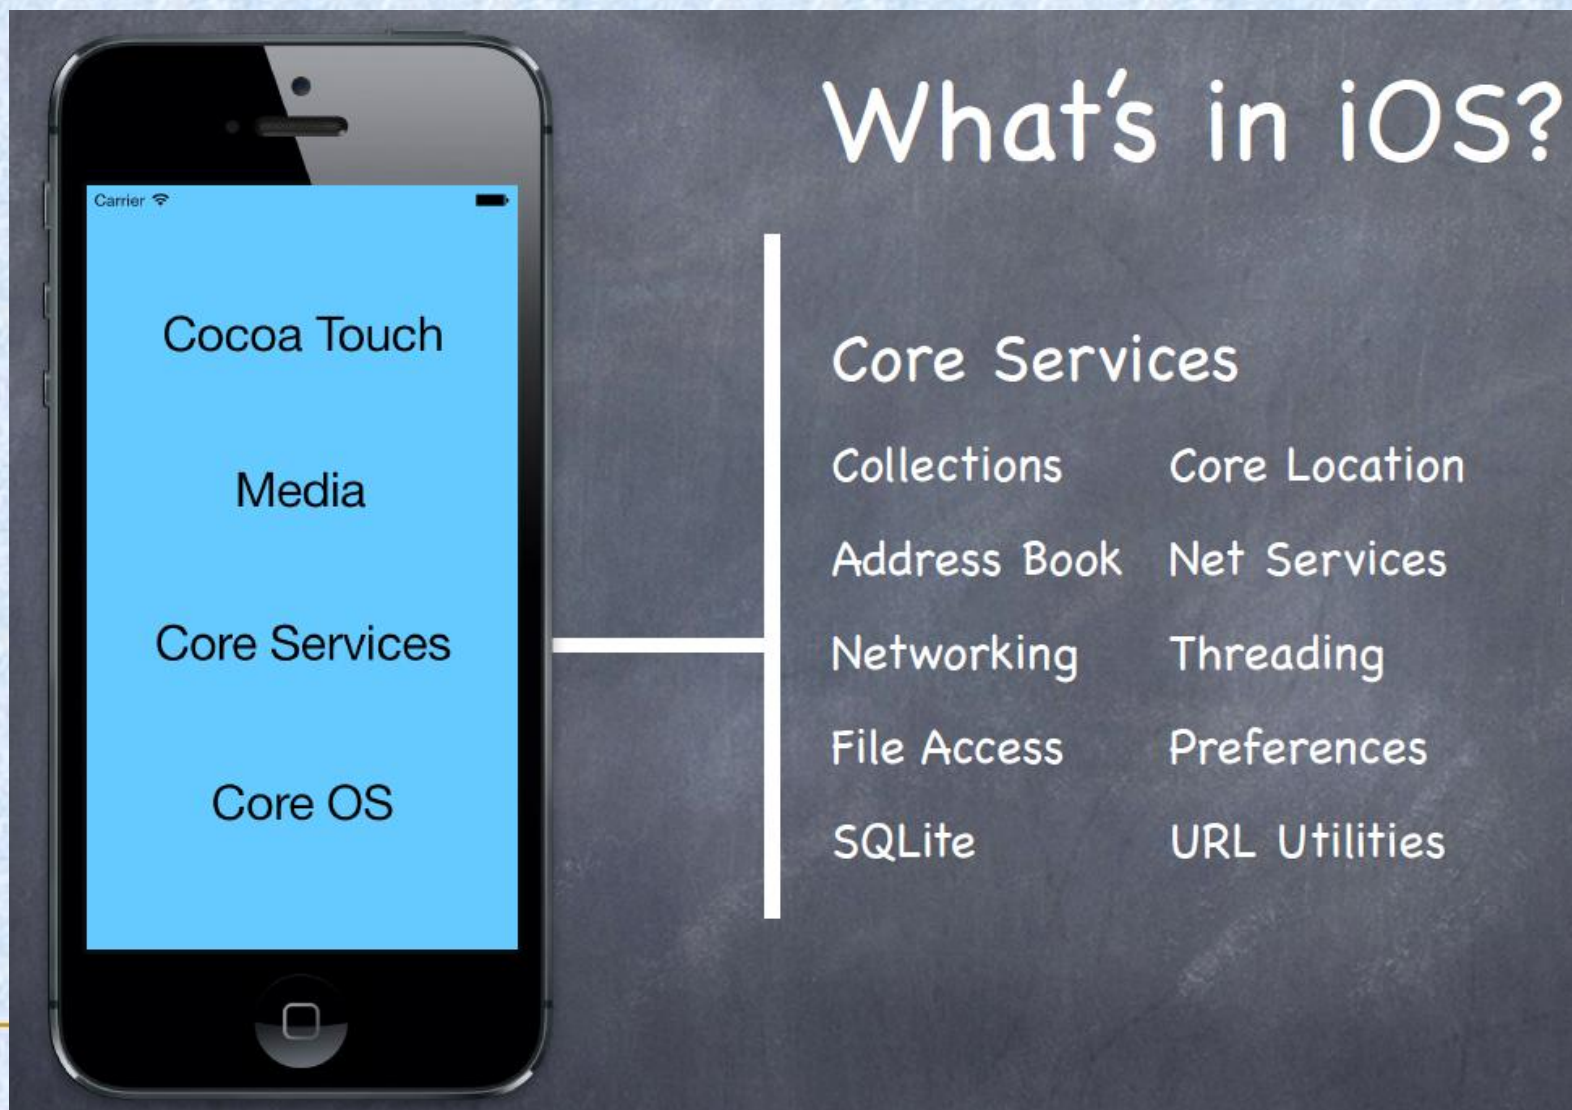 What's in iOS?
Carrier
Cocoa Touch
Media
Core Services
Core OS
Core Services
Collections Core Location
Address Book Net Services
Networking Threading
File Access Preferences
SQLite URL Utilities